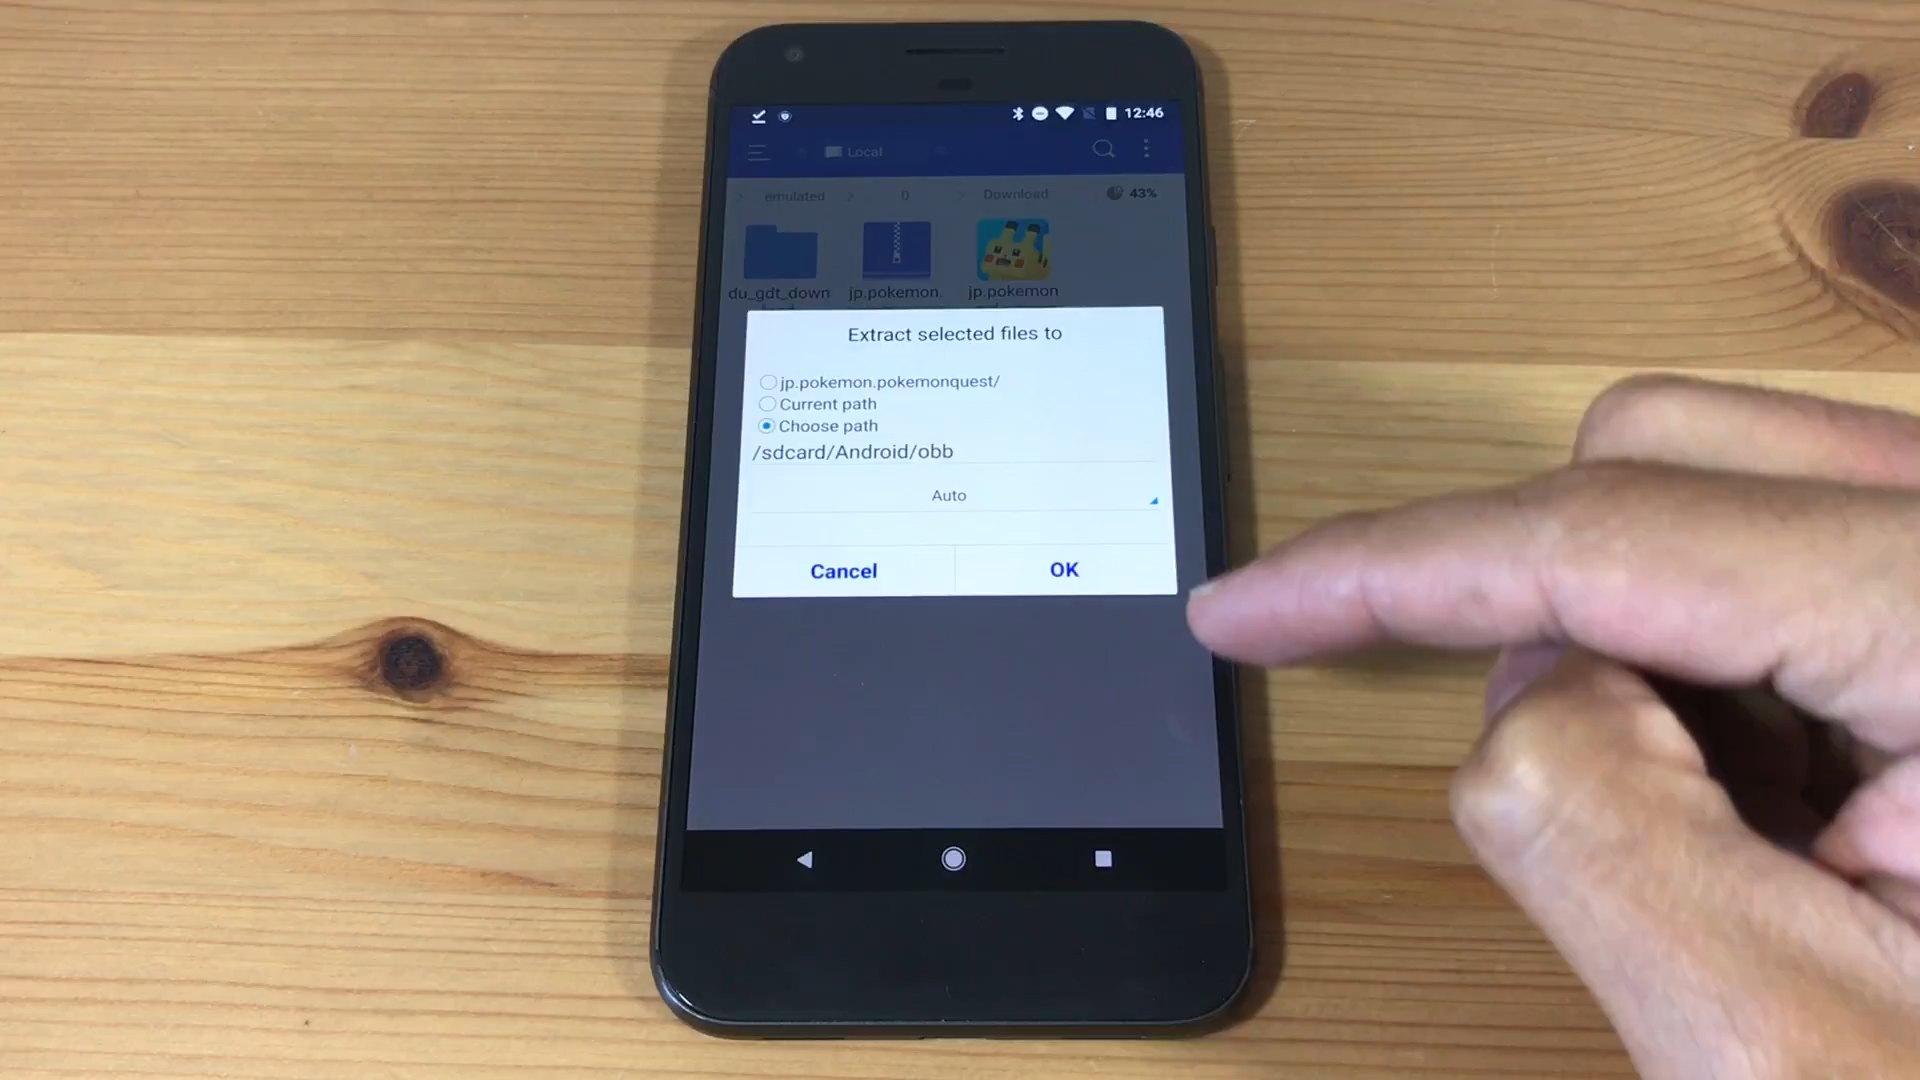 12:46
Local
emulated 0 Download 43%
du_gdt_down jp.pokemon. jp.pokemon
Extract selected files to
jp.pokemon.pokemonquest/
Current path
Choose path
/sdcard/Android/obb
Auto
Cancel OK